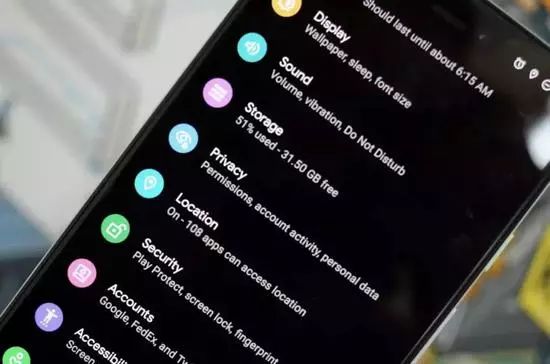 Should last until about 6:15 AM
Display
Wallpaper, sleep, font size
Sound
Volume, vibration, Do Not Disturb
Storage
51% used - 31.50 GB free
Privacy
Permissions, account activity, personal data
Location
On - 108 apps can access location
Security
Play Protect, screen lock, fingerprint
Accounts
Google, FedEx, and
Screen